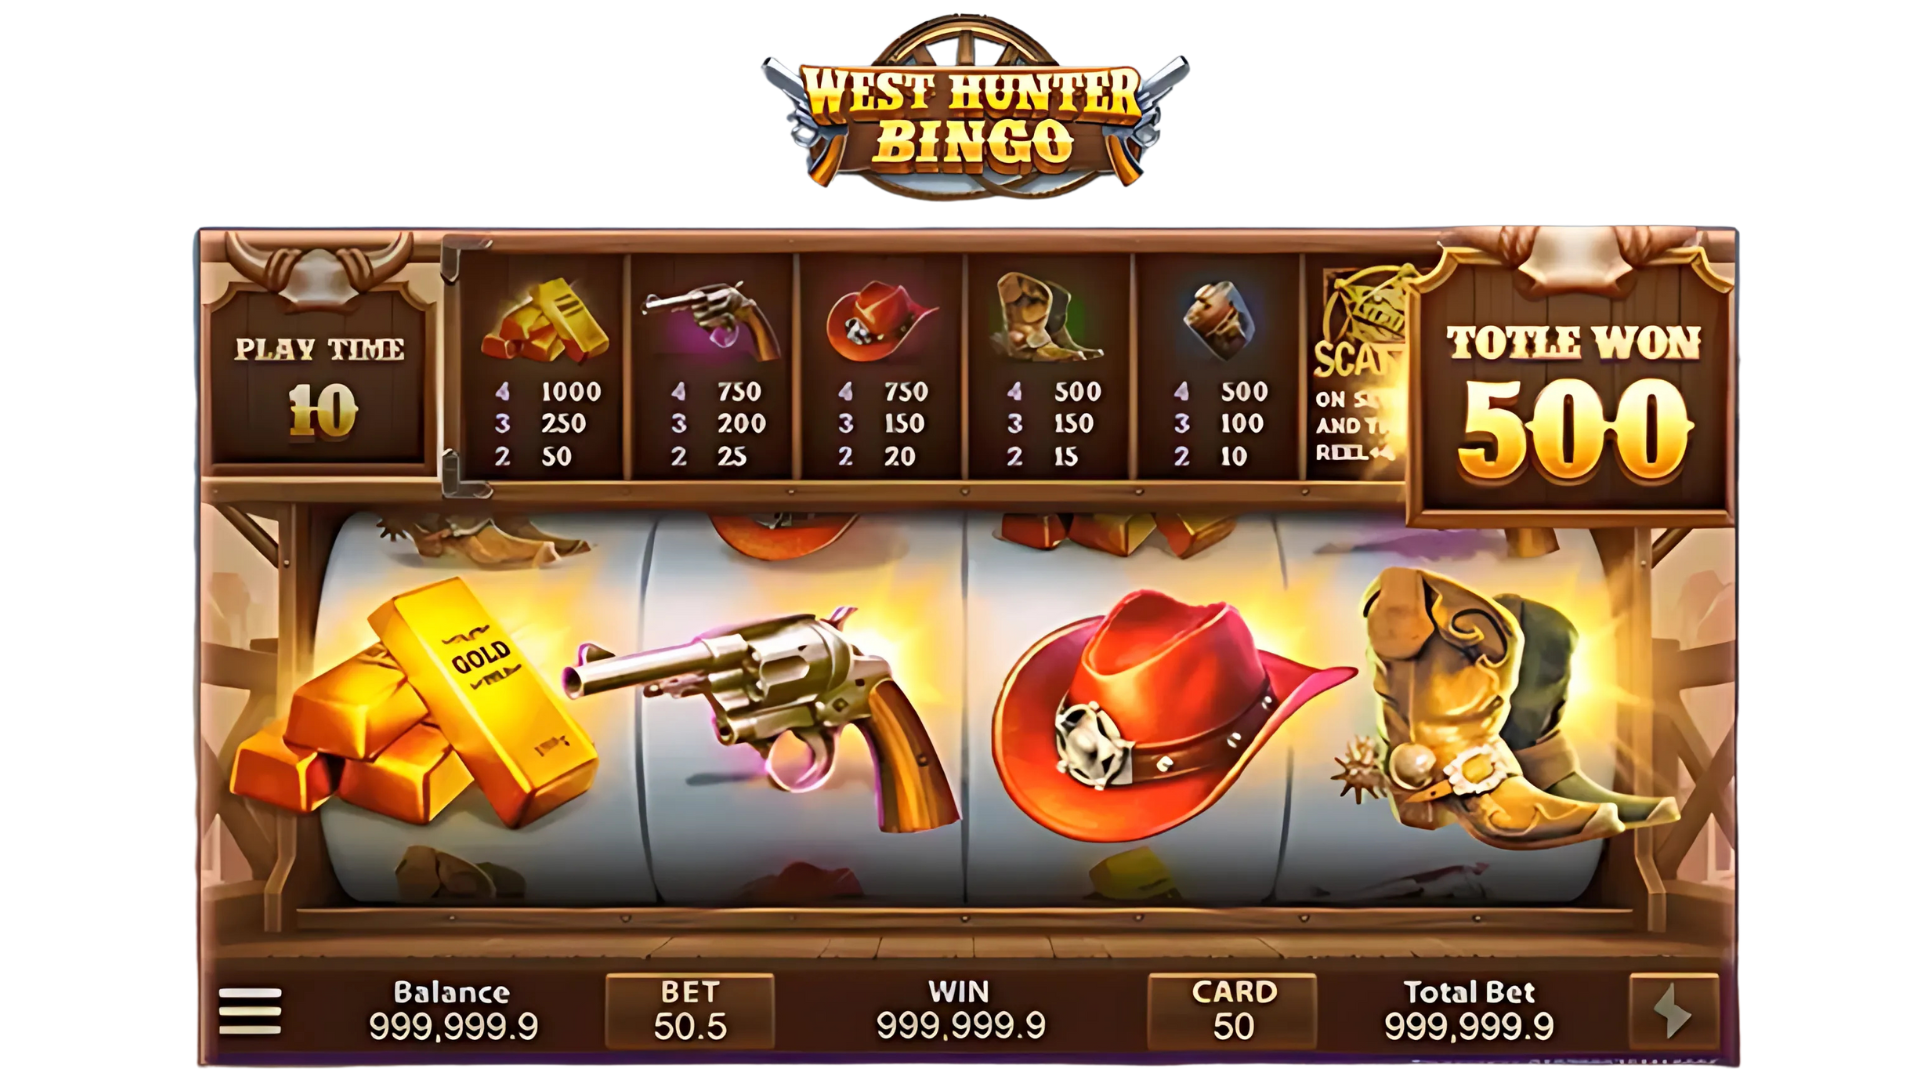 WEST HUNTER
BINGO
PLAY TIME
10
4 1000
3 250
2 50
4 750
3 200
2 25
4 750
3 150
2 20
4 500
3 150
2 15
4 500
3 100
2 10
ON
AND
REEL
TOTLE WON
500
GOLD
Balance
999,999.9
BET
50.5
WIN
999,999.9
CARD
50
Total Bet
999,999.9